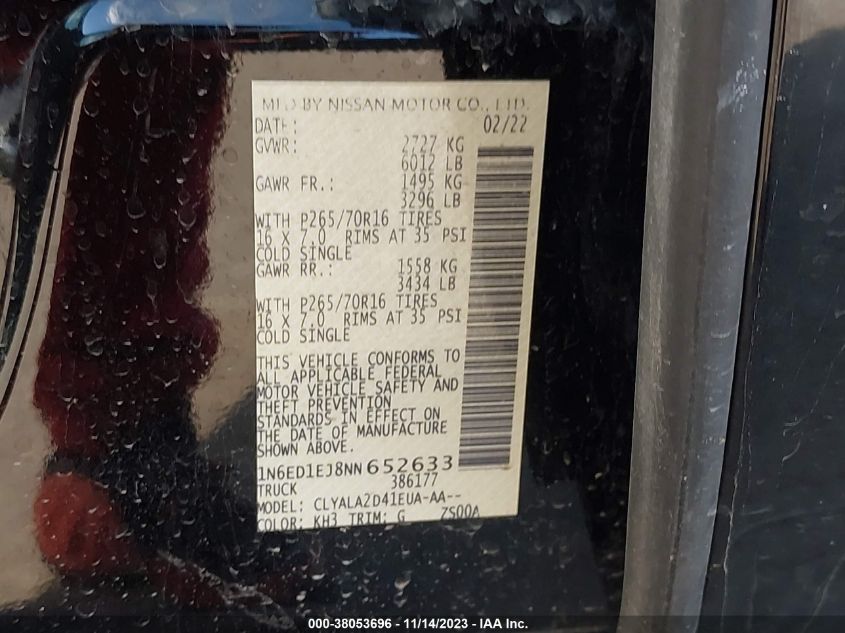 MFD BY NISSAN MOTOR CO., LTD.
DATE: 02/22
GVWR: 2727 KG
6012 LB
GAWR FR.: 1495 KG
3296 LB
WITH P265/70R16 TIRES
16 X 7.0 RIMS AT 35 PSI
COLD SINGLE
GAWR RR.: 1558 KG
3434 LB
WITH P265/70R16 TIRES
16 X 7.0 RIMS AT 35 PSI
COLD SINGLE
THIS VEHICLE CONFORMS TO
ALL APPLICABLE FEDERAL
MOTOR VEHICLE SAFETY AND
THEFT PREVENTION
STANDARDS IN EFFECT ON
THE DATE OF MANUFACTURE
SHOWN ABOVE.
1N6ED1EJ8NN652633
TRUCK 386177
MODEL: CLYALA2D41EUA-AA--
COLOR: KH3 TRIM: G ZS00A
000-38053696 - 11/14/2023 - IAA Inc.